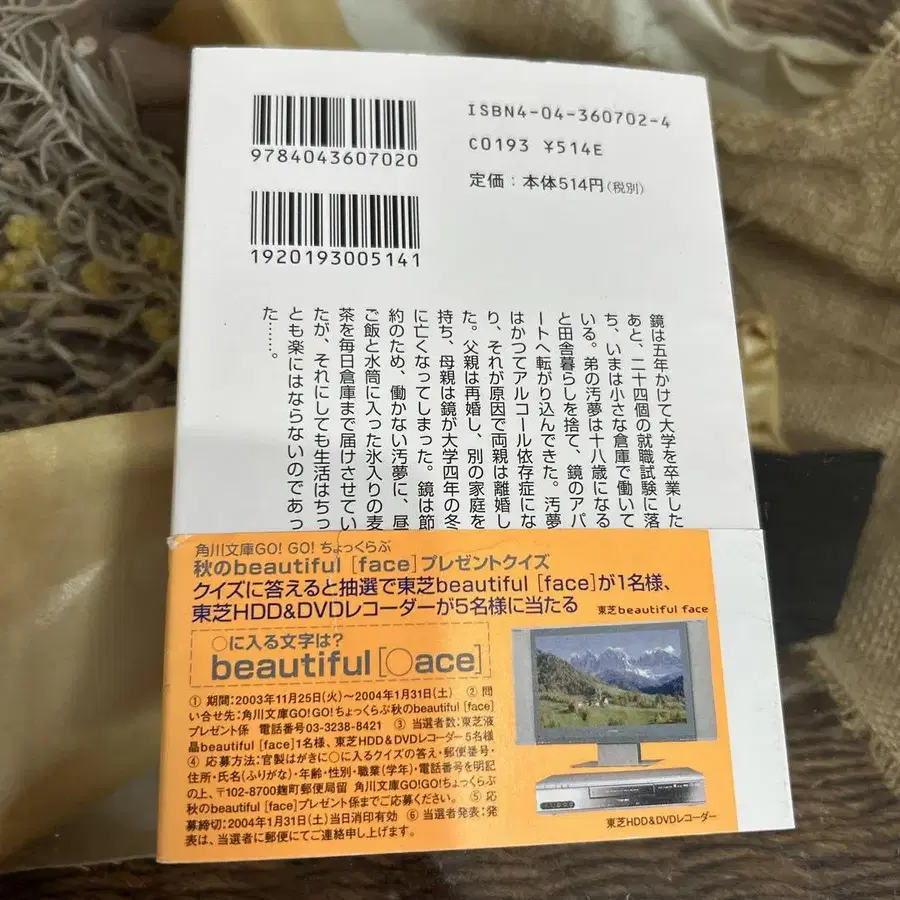 9784043607020
ISBN4-04-360702-4
C0193 ¥514E
定価：本体514円（税別）
1920193005141
鏡は五年かけて大学を卒業した
あと、二十四個の就職試験に落
ち、いまは小さな倉庫で働いて
いる。弟の汚夢は十八歳になる
と田舎暮らしを捨て、鏡のアパ
ートへ転がり込んできた。汚夢
はかつてアルコール依存症にな
り、それが原因で両親は離婚し
た。父親は再婚し、別の家庭を
持ち、母親は鏡が大学四年の冬
に亡くなってしまった。鏡は節
約のため、働かない汚夢に、昼
ご飯と水筒に入った氷入りの麦
茶を毎日倉庫まで届けさせてい
たが、それにしても生活はちっ
とも楽にはならないのであっ
た……。
角川文庫GO! GO! ちょっくらぶ
秋のbeautiful [face] プレゼントクイズ
クイズに答えると抽選で東芝beautiful [face]が1名様、
東芝HDD&DVDレコーダーが5名様に当たる
東芝beautiful face
○に入る文字は?
beautiful [○ace]
① 期間：2003年11月25日(火)～2004年1月31日(土) ② 問
い合せ先：角川文庫GO!GO!ちょっくらぶ秋のbeautiful [face]
プレゼント係 電話番号03-3238-8421 ③ 当選者数：東芝液
晶beautiful [face]1名様、東芝HDD&DVDレコーダー 5名様
④ 応募方法：官製はがきに○に入るクイズの答え・郵便番号・
住所・氏名(ふりがな)・年齢・性別・職業(学年)・電話番号を明記
の上、〒102-8700麹町郵便局留 角川文庫GO!GO!ちょっくらぶ
秋のbeautiful [face]プレゼント係までご応募ください。 ⑤ 応
募締切：2004年1月31日(土)当日消印有効 ⑥ 当選者発表：発
表は、当選者に郵便にてご連絡申し上げます。
東芝HDD&DVDレコーダー